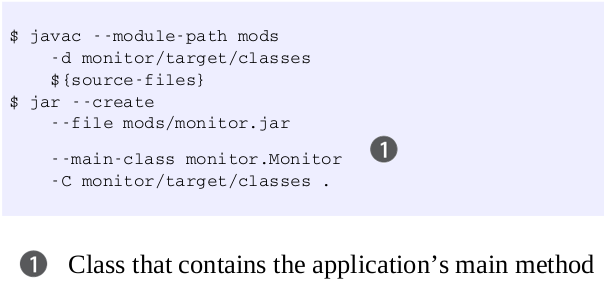 $ javac --module-path mods
-d monitor/target/classes
${source-files}
$ jar --create
--file mods/monitor.jar
--main-class monitor.Monitor ❶
-C monitor/target/classes .
❶ Class that contains the application’s main method